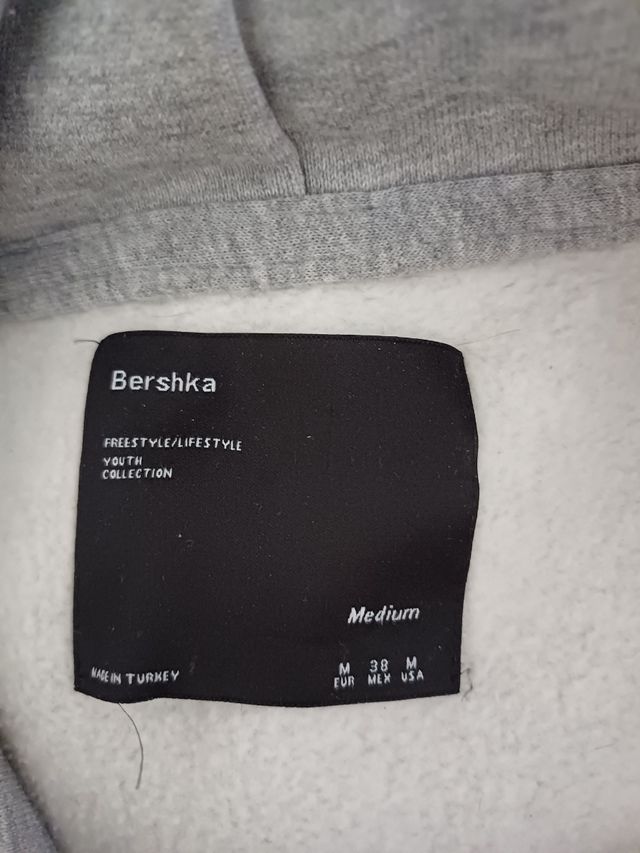 Bershka
FREESTYLE/LIFESTYLE
YOUTH
COLLECTION
Medium
MADE IN TURKEY
M 38 M
EUR MEX USA